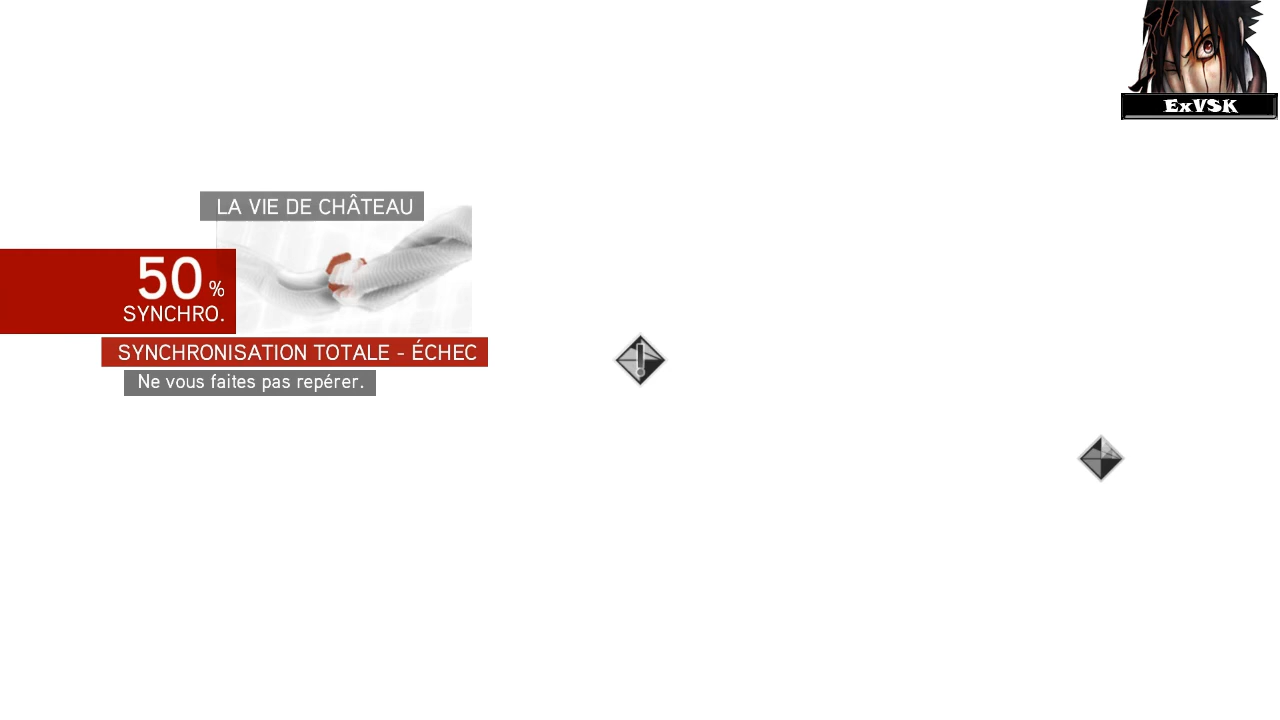 ExVSK
LA VIE DE CHÂTEAU
50 %
SYNCHRO.
SYNCHRONISATION TOTALE - ÉCHEC
Ne vous faites pas repérer.